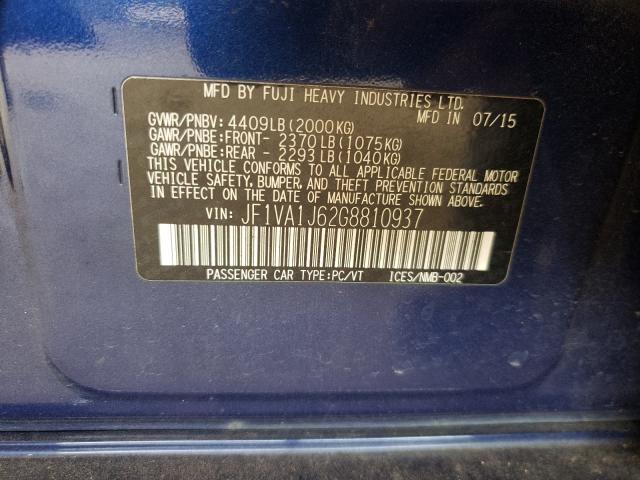 MFD BY FUJI HEAVY INDUSTRIES LTD.
MFD IN 07/15
GVWR/PNBV: 4409LB(2000KG)
GAWR/PNBE:FRONT- 2370LB(1075KG)
GAWR/PNBE:REAR - 2293LB(1040KG)
THIS VEHICLE CONFORMS TO ALL APPLICABLE FEDERAL MOTOR
VEHICLE SAFETY, BUMPER, AND THEFT PREVENTION STANDARDS
IN EFFECT ON THE DATE OF MANUFACTURE SHOWN ABOVE.
VIN: JF1VA1J62G8810937
PASSENGER CAR TYPE:PC/VT ICES/NMB-002